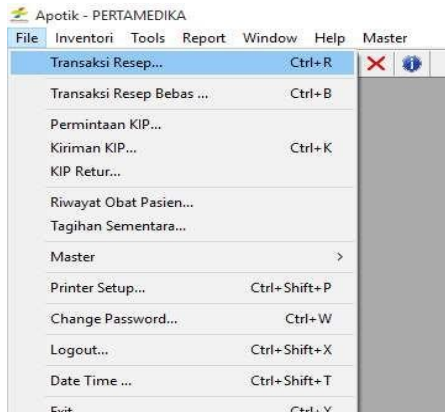 Apotik - PERTAMEDIKA
File Inventori Tools Report Window Help Master
Transaksi Resep... Ctrl+R
Transaksi Resep Bebas ... Ctrl+B
Permintaan KIP...
Kiriman KIP... Ctrl+K
KIP Retur...
Riwayat Obat Pasien...
Tagihan Sementara...
Master
Printer Setup... Ctrl+Shift+P
Change Password... Ctrl+W
Logout... Ctrl+Shift+X
Date Time ... Ctrl+Shift+T
Exit Ctrl+X